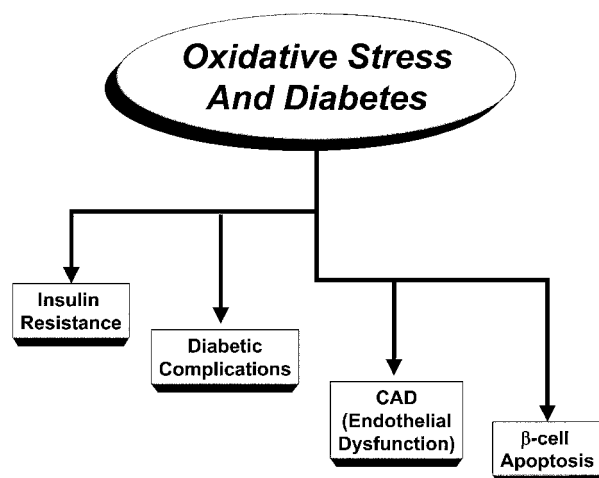 Oxidative Stress
And Diabetes
Insulin
Resistance
Diabetic
Complications
CAD
(Endothelial
Dysfunction)
β-cell
Apoptosis